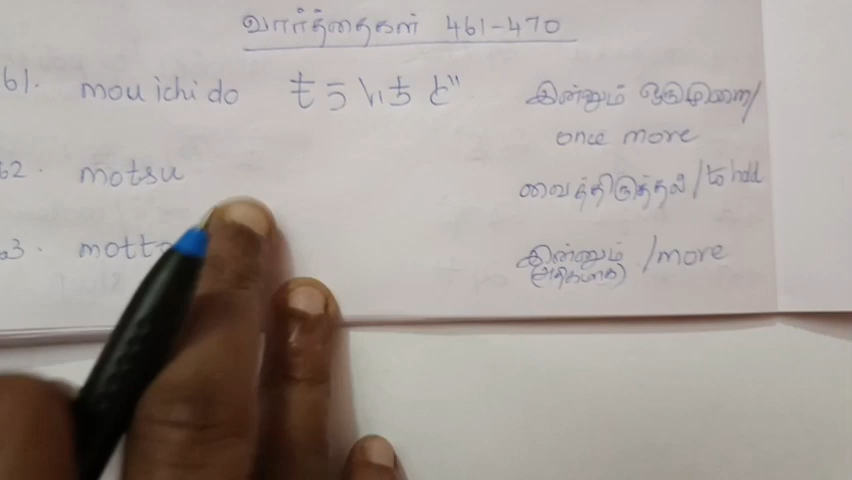 வார்த்தைகள் 461-470
61. mou ichi do もういちど இன்னும் ஒருமுறை/
once more
62. motsu வைத்திருத்தல்/to hold
63. இன்னும் /more
(அதிகமாக)